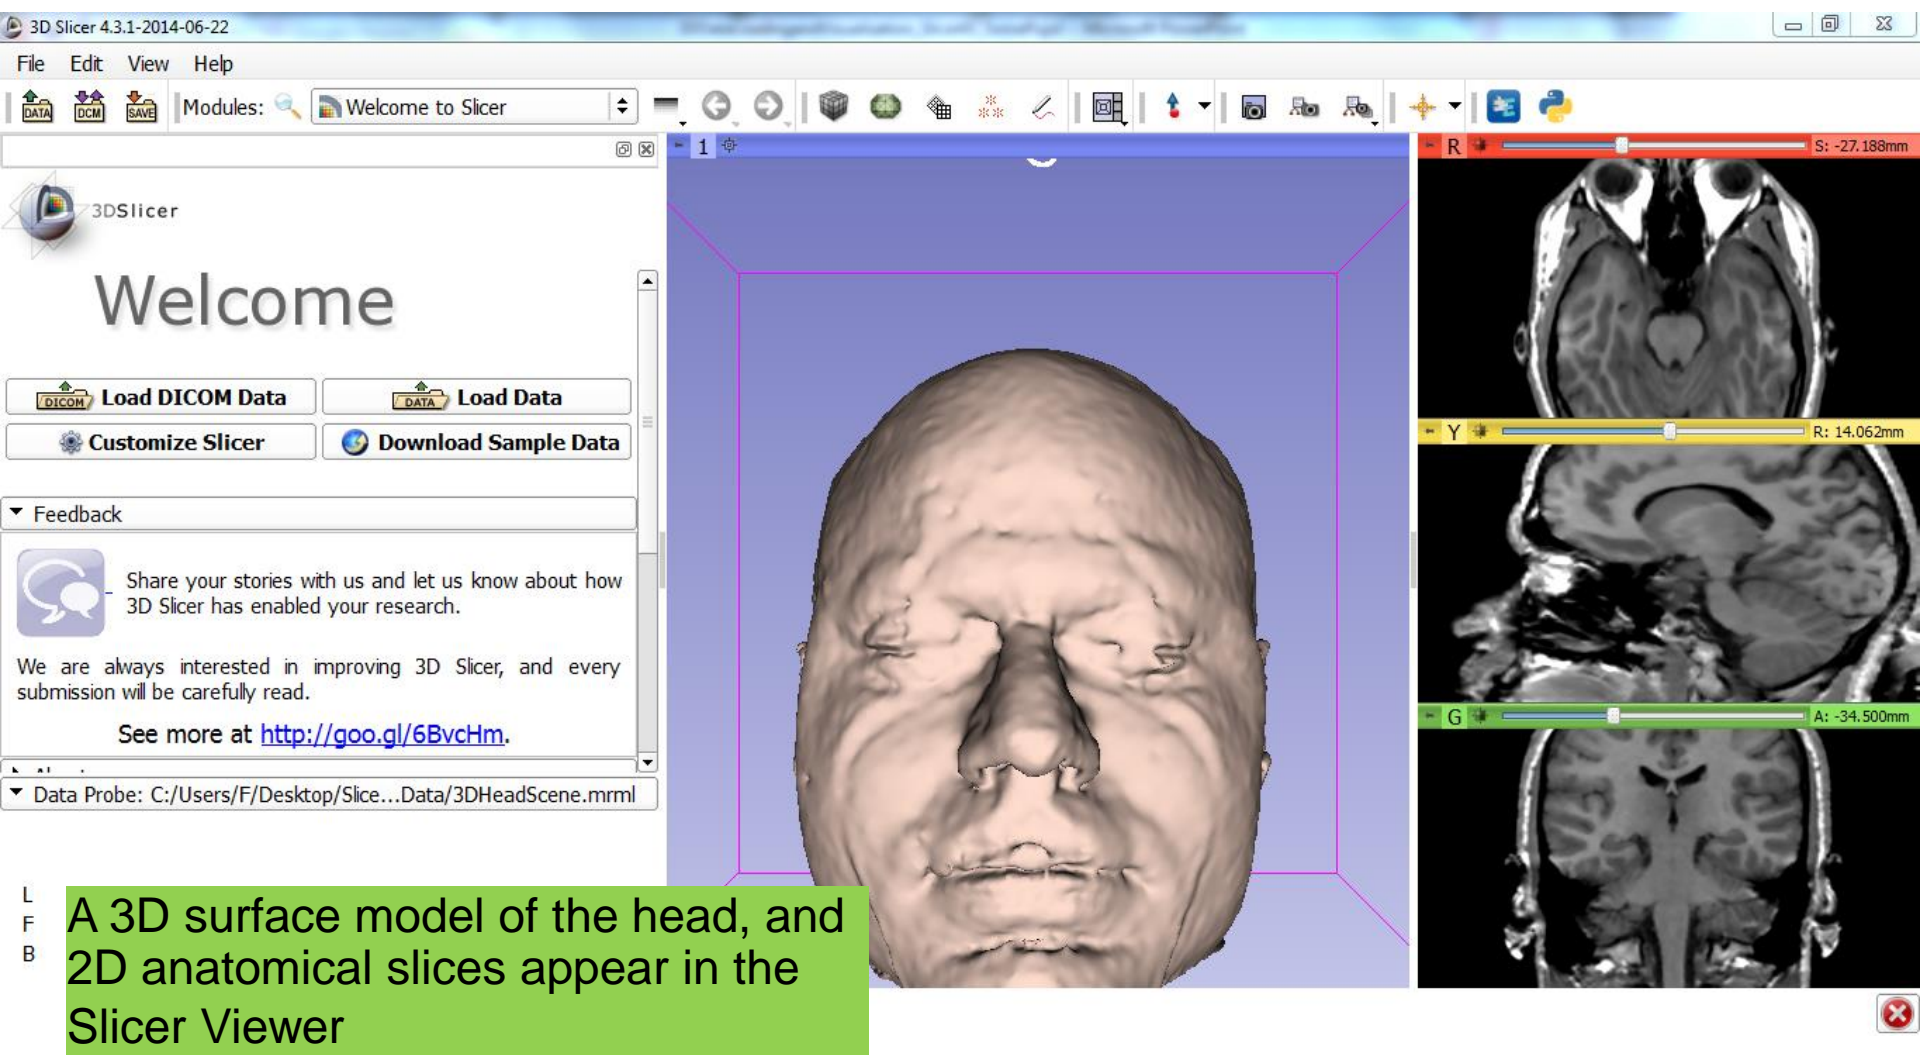 3D Slicer 4.3.1-2014-06-22
File Edit View Help
DATA DCM SAVE Modules: Welcome to Slicer
1
R S: -27.188mm
3DSlicer
Welcome
DICOM Load DICOM Data DATA Load Data
Customize Slicer Download Sample Data
Y R: 14.062mm
Feedback
Share your stories with us and let us know about how
3D Slicer has enabled your research.
We are always interested in improving 3D Slicer, and every
submission will be carefully read.
See more at http://goo.gl/6BvcHm.
G A: -34.500mm
Data Probe: C:/Users/F/Desktop/Slice...Data/3DHeadScene.mrml
L
F
B
A 3D surface model of the head, and
2D anatomical slices appear in the
Slicer Viewer